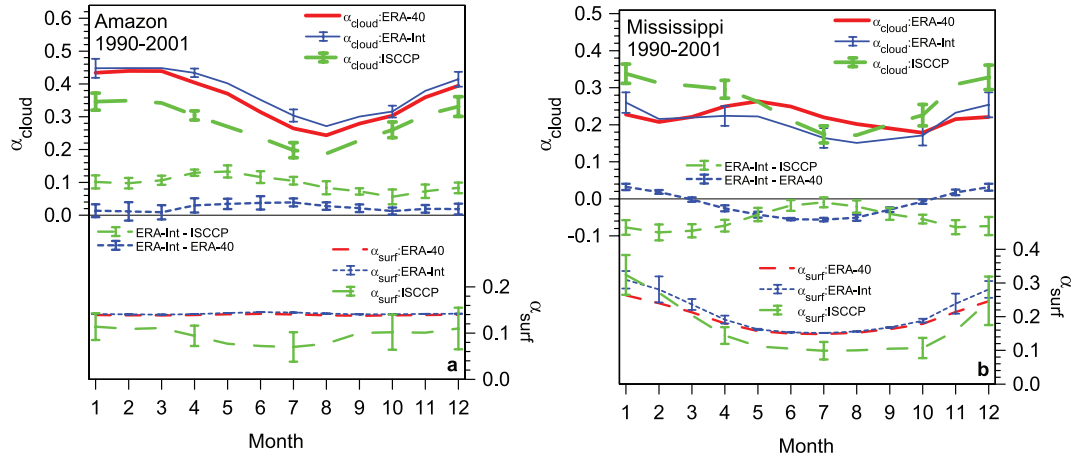 Amazon
1990-2001
α_cloud:ERA-40
α_cloud:ERA-Int
α_cloud:ISCCP
0.6
0.5
0.4
0.3
0.2
0.1
0.0
α_cloud
ERA-Int - ISCCP
ERA-Int - ERA-40
α_surf:ERA-40
α_surf:ERA-Int
α_surf:ISCCP
0.2
0.1
0.0
α_surf
a
1 2 3 4 5 6 7 8 9 10 11 12
Month
Mississippi
1990-2001
α_cloud:ERA-40
α_cloud:ERA-Int
α_cloud:ISCCP
0.5
0.4
0.3
0.2
0.1
0.0
-0.1
α_cloud
ERA-Int - ISCCP
ERA-Int - ERA-40
α_surf:ERA-40
α_surf:ERA-Int
α_surf:ISCCP
0.4
0.3
0.2
0.1
0.0
α_surf
b
1 2 3 4 5 6 7 8 9 10 11 12
Month